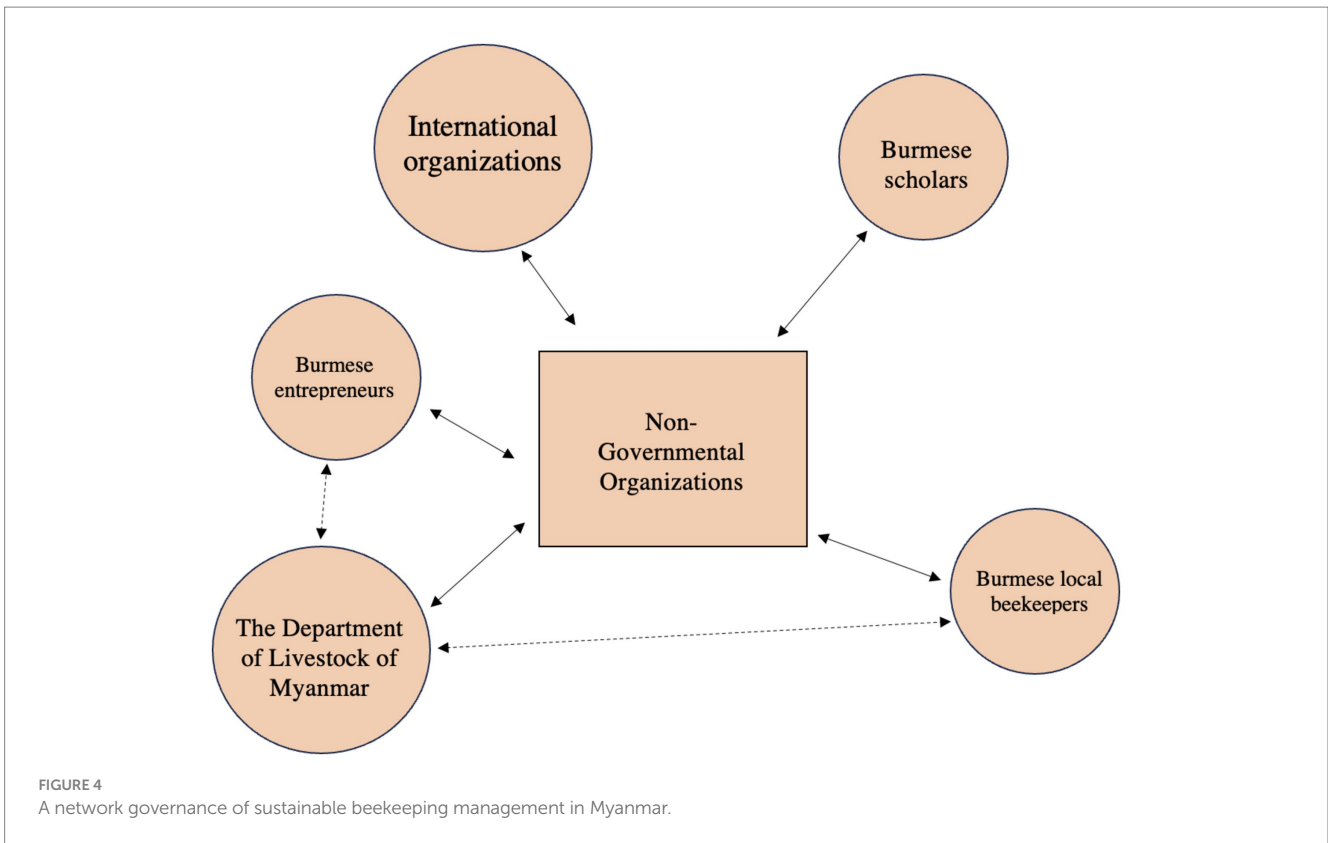 International
organizations
Burmese
scholars
Burmese
entrepreneurs
Non-
Governmental
Organizations
The Department
of Livestock of
Myanmar
Burmese local
beekeepers
FIGURE 4
A network governance of sustainable beekeeping management in Myanmar.